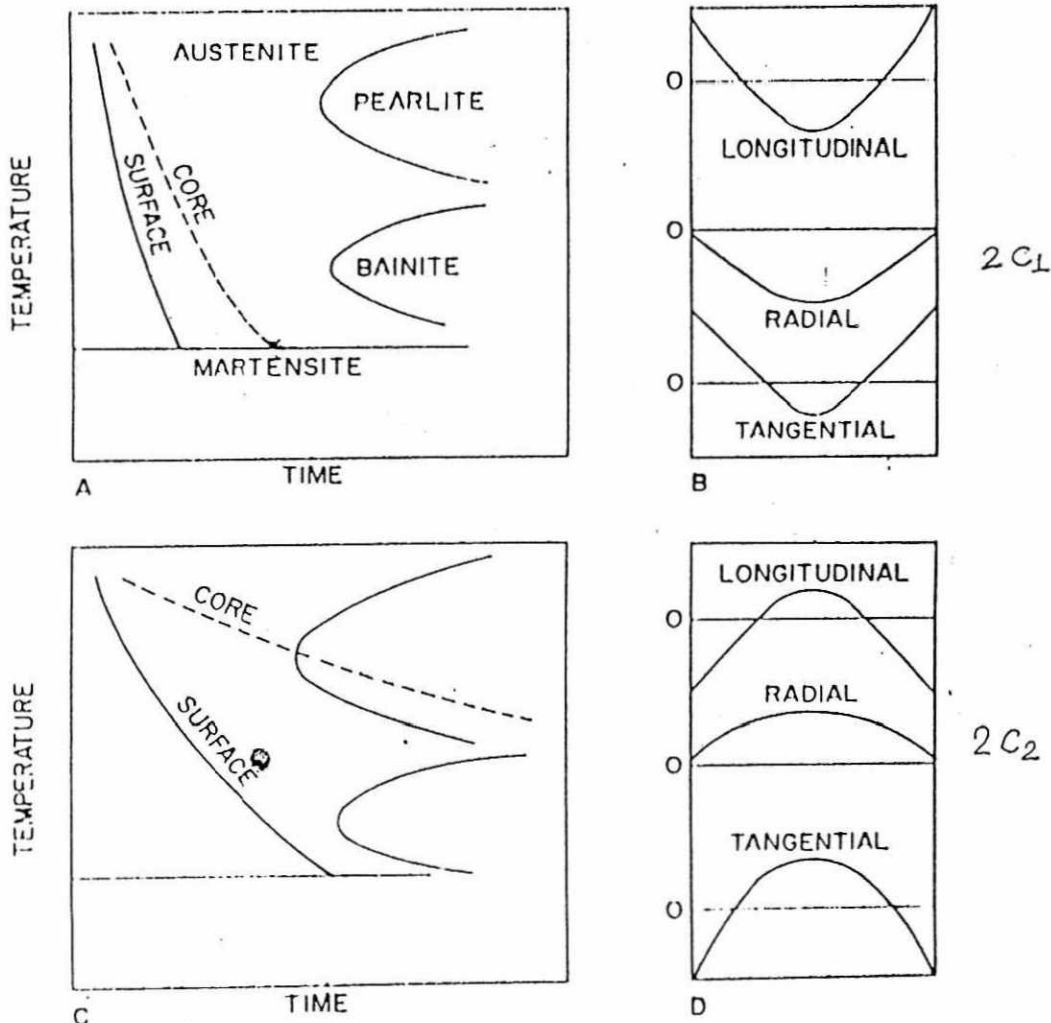 AUSTENITE
PEARLITE
SURFACE
CORE
BAINITE
MARTENSITE
TEMPERATURE
TIME
A
O
LONGITUDINAL
O
RADIAL
O
TANGENTIAL
B
2C1
CORE
SURFACE
TEMPERATURE
TIME
C
LONGITUDINAL
O
RADIAL
O
TANGENTIAL
O
D
2C2